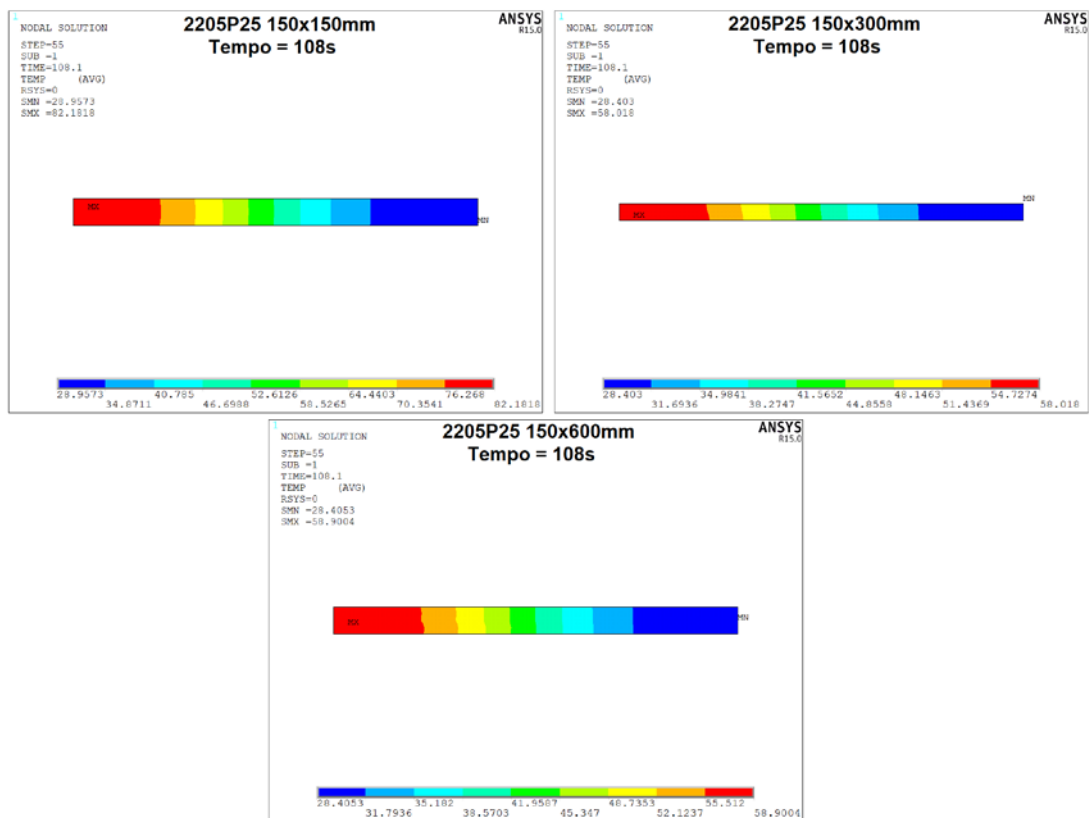 1
NODAL SOLUTION
STEP=55
SUB =1
TIME=108.1
TEMP (AVG)
RSYS=0
SMN =28.9573
SMX =82.1818
2205P25 150x150mm
Tempo = 108s
ANSYS
R15.0
MX
MN
28.9573 40.785 52.6126 64.4403 76.268
34.8711 46.6988 58.5265 70.3541 82.1818
1
NODAL SOLUTION
STEP=55
SUB =1
TIME=108.1
TEMP (AVG)
RSYS=0
SMN =28.403
SMX =58.018
2205P25 150x300mm
Tempo = 108s
ANSYS
R15.0
MX
MN
28.403 34.9841 41.5652 48.1463 54.7274
31.6936 38.2747 44.8558 51.4369 58.018
1
NODAL SOLUTION
STEP=55
SUB =1
TIME=108.1
TEMP (AVG)
RSYS=0
SMN =28.4053
SMX =58.9004
2205P25 150x600mm
Tempo = 108s
ANSYS
R15.0
MX
MN
28.4053 35.182 41.9587 48.7353 55.512
31.7936 38.5703 45.347 52.1237 58.9004